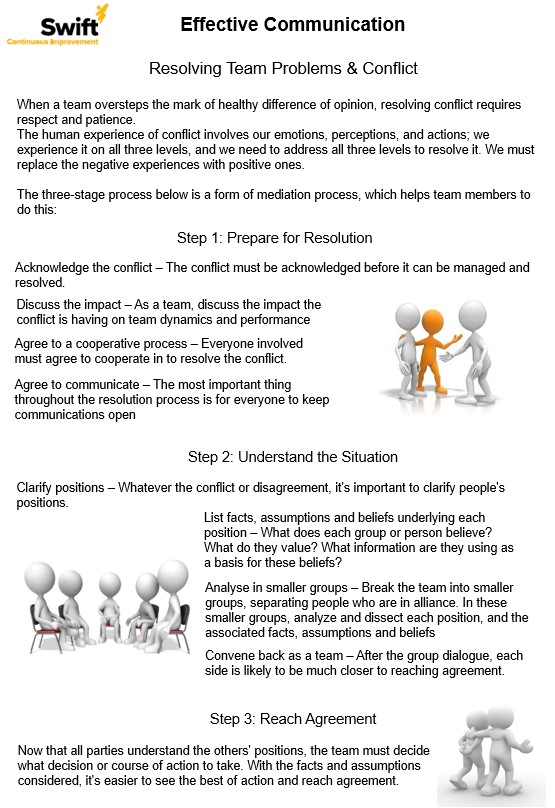 Swift
Continuous Improvement
Effective Communication
Resolving Team Problems & Conflict
When a team oversteps the mark of healthy difference of opinion, resolving conflict requires
respect and patience.
The human experience of conflict involves our emotions, perceptions, and actions; we
experience it on all three levels, and we need to address all three levels to resolve it. We must
replace the negative experiences with positive ones.
The three-stage process below is a form of mediation process, which helps team members to
do this:
Step 1: Prepare for Resolution
Acknowledge the conflict – The conflict must be acknowledged before it can be managed and
resolved.
Discuss the impact – As a team, discuss the impact the
conflict is having on team dynamics and performance
Agree to a cooperative process – Everyone involved
must agree to cooperate in to resolve the conflict.
Agree to communicate – The most important thing
throughout the resolution process is for everyone to keep
communications open
Step 2: Understand the Situation
Clarify positions – Whatever the conflict or disagreement, it's important to clarify people's
positions.
List facts, assumptions and beliefs underlying each
position – What does each group or person believe?
What do they value? What information are they using as
a basis for these beliefs?
Analyse in smaller groups – Break the team into smaller
groups, separating people who are in alliance. In these
smaller groups, analyze and dissect each position, and the
associated facts, assumptions and beliefs
Convene back as a team – After the group dialogue, each
side is likely to be much closer to reaching agreement.
Step 3: Reach Agreement
Now that all parties understand the others' positions, the team must decide
what decision or course of action to take. With the facts and assumptions
considered, it's easier to see the best of action and reach agreement.